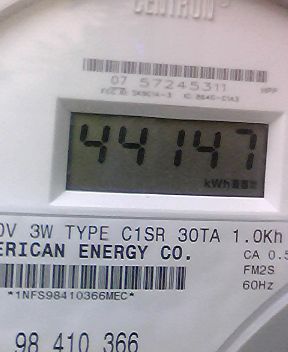 CENTRON
07 57245311
44147
kWh
0V 3W TYPE C1SR 30TA 1.0Kh
ERICAN ENERGY CO.
CA 0.5
FM2S
60Hz
*1NFS98410366MEC*
98 410 366